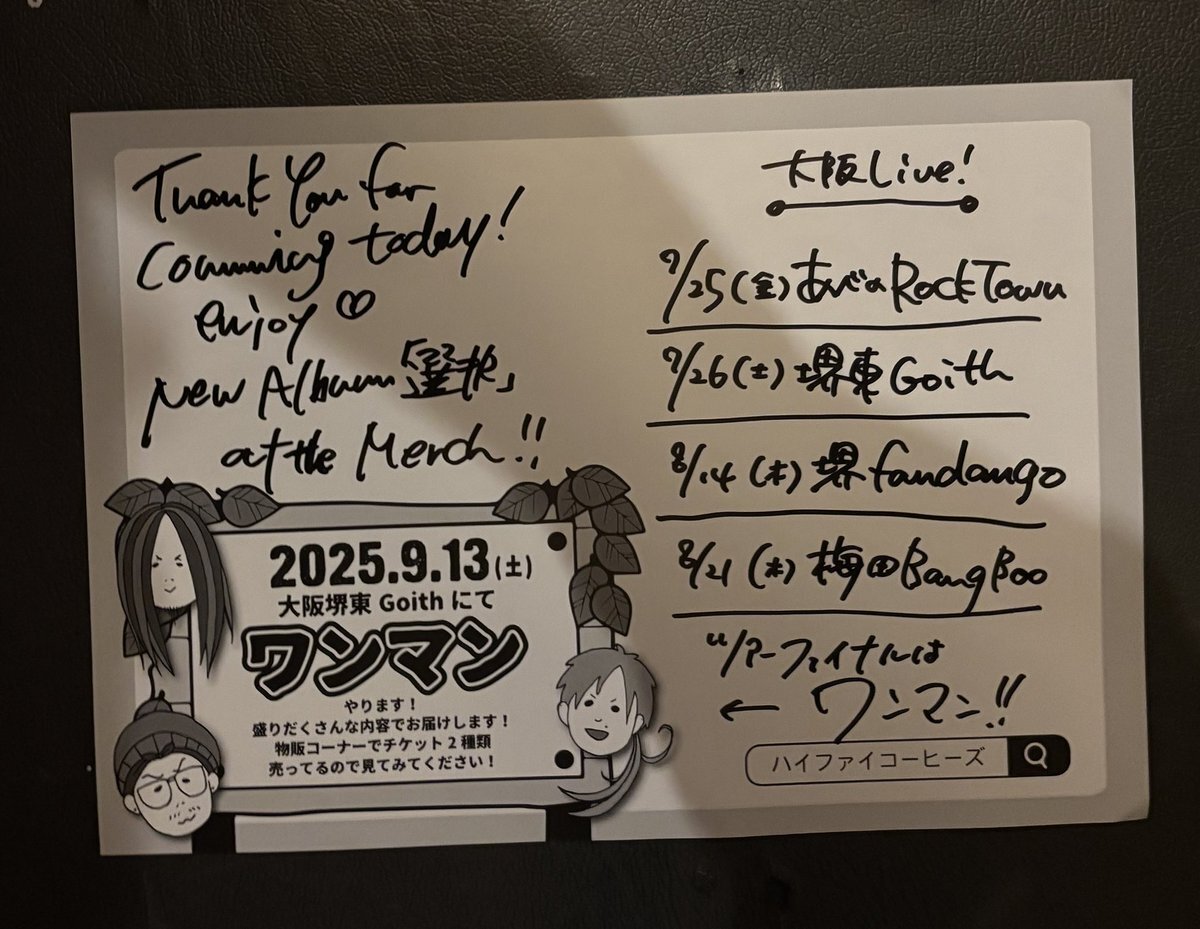 Thank You for
Comming today!
enjoy ♡
New Album「選択」
at the Merch!!
2025.9.13(土)
大阪堺東 Goith にて
ワンマン
やります！
盛りだくさんな内容でお届けします！
物販コーナーでチケット2種類
売ってるので見てみてください！
大阪Live!
7/25(金) あべのRockTown
7/26(土) 堺東Goith
8/14(木) 堺fandango
8/21(木) 梅田BangBoo
ツアーファイナルは
← ワンマン!!
ハイファイコーヒーズ